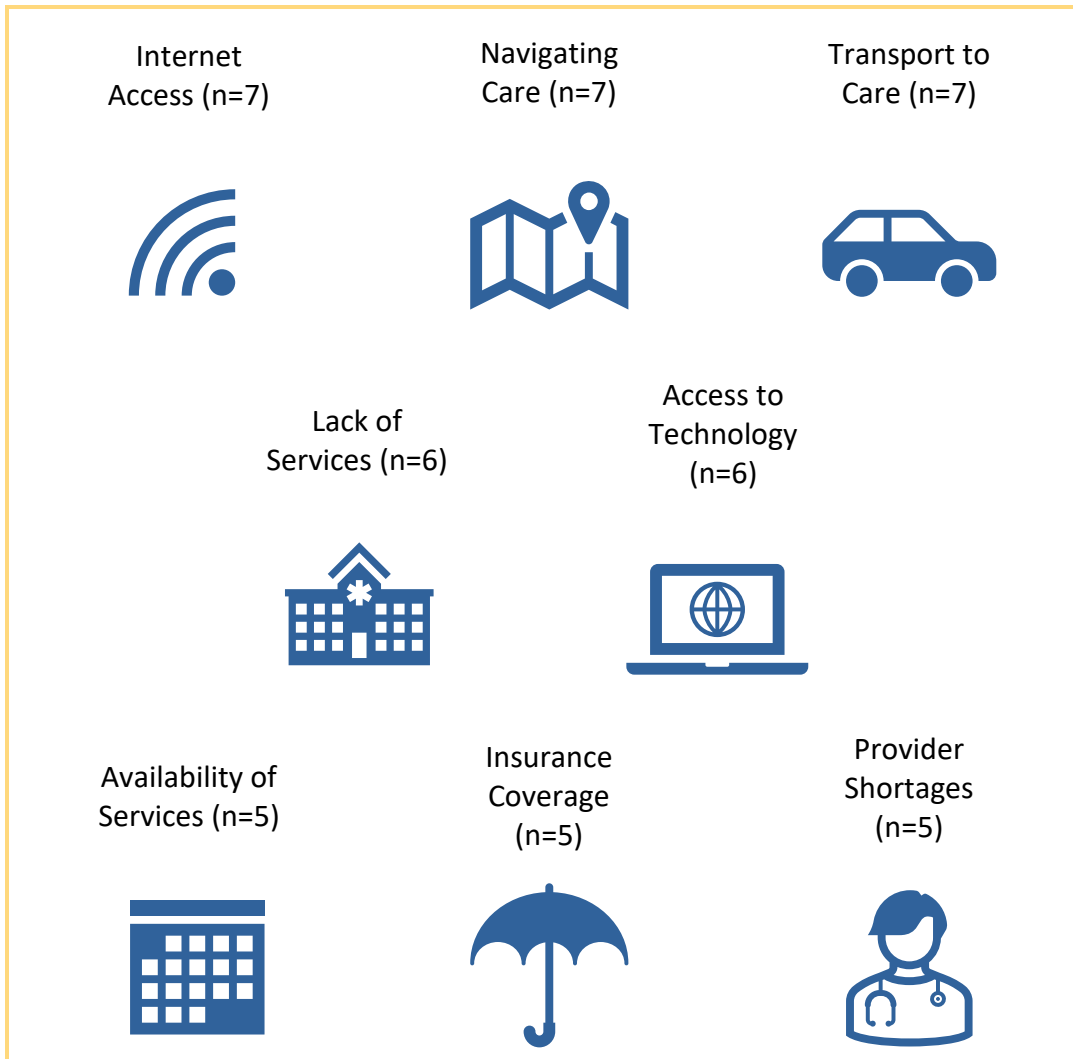 Internet
Access (n=7)
Navigating
Care (n=7)
Transport to
Care (n=7)
Lack of
Services (n=6)
Access to
Technology
(n=6)
Availability of
Services (n=5)
Insurance
Coverage
(n=5)
Provider
Shortages
(n=5)